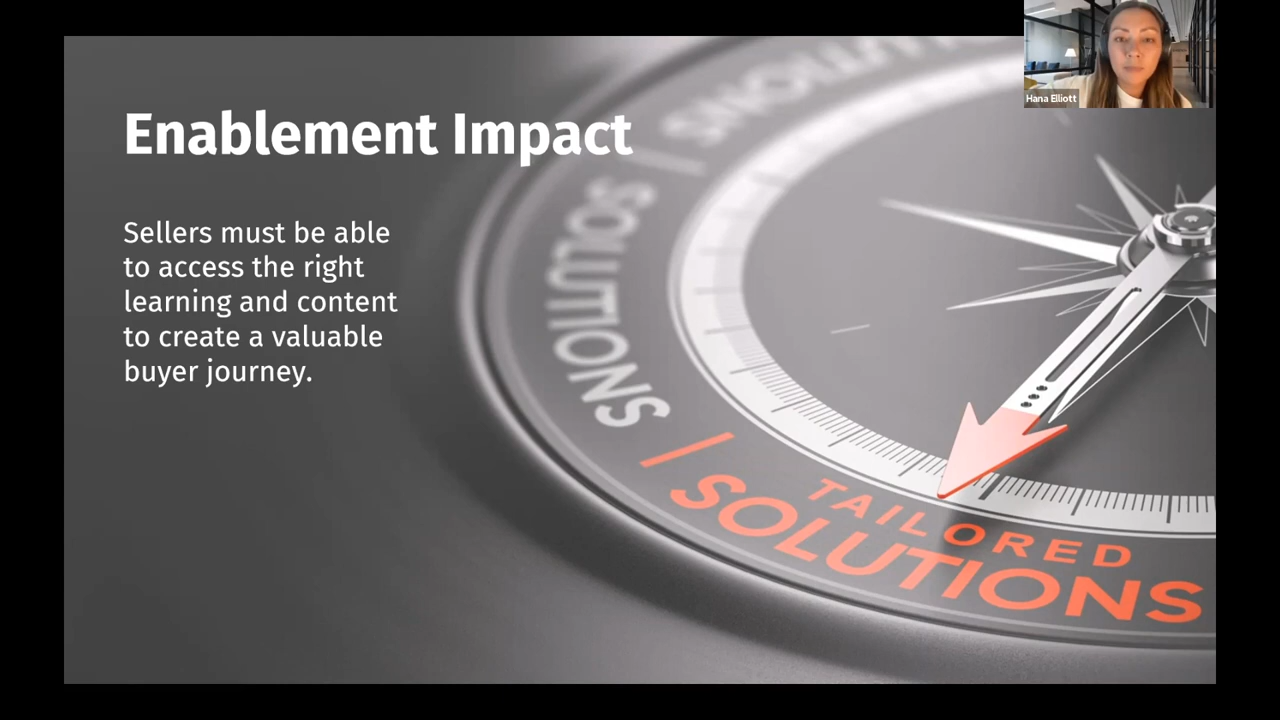 Enablement Impact
Sellers must be able
to access the right
learning and content
to create a valuable
buyer journey.
Hana Elliott
SOLUTIONS
|
SOLUTIONS
|
TAILORED
SOLUTIONS